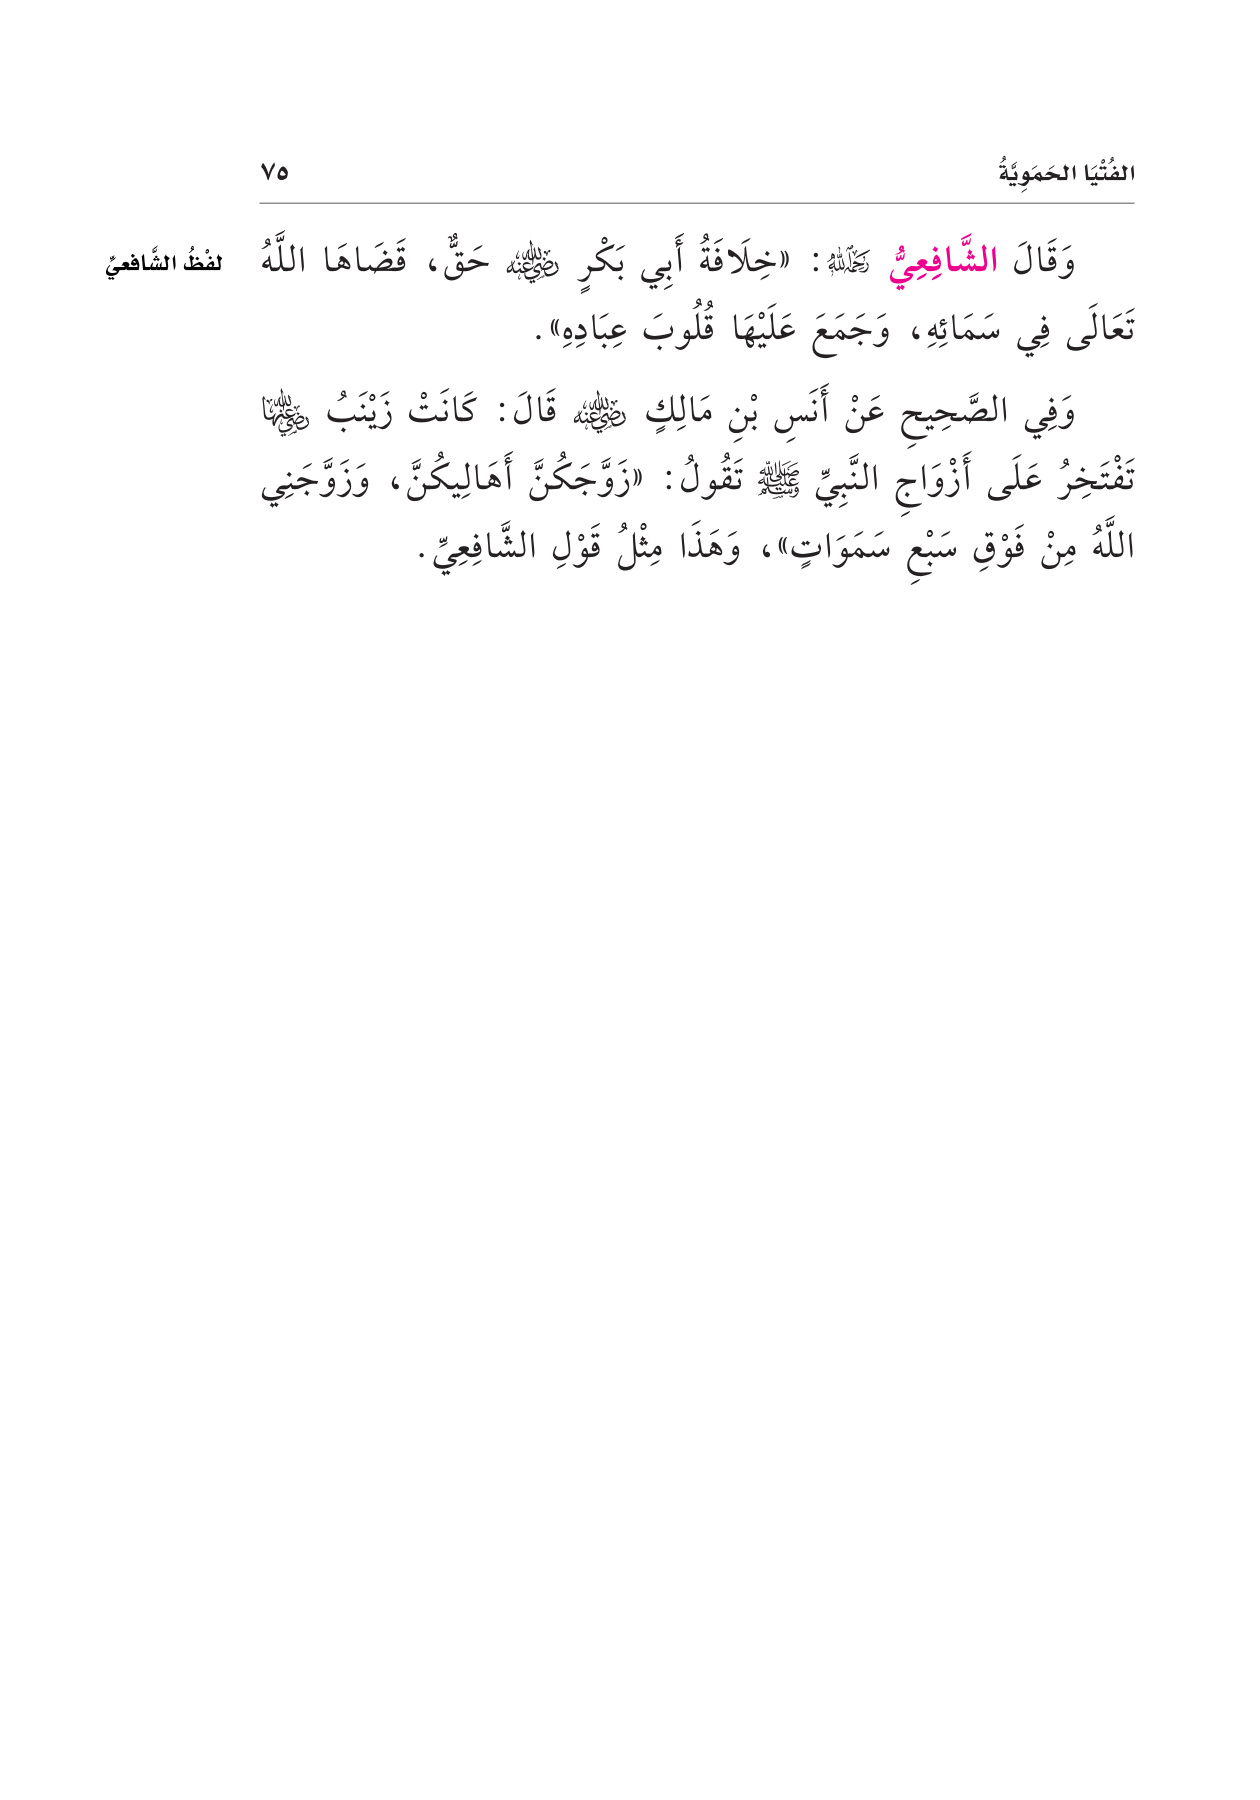 الفُتْيَا الحَمَوِيَّةُ ٧٥
وَقَالَ الشَّافِعِيُّ رَحِمَهُ اللَّهُ: «خِلَافَةُ أَبِي بَكْرٍ رَضِيَ اللَّهُ عَنْهُ حَقٌّ، قَضَاهَا اللَّهُ
لفْظُ الشَّافعيِّ
تَعَالَى فِي سَمَائِهِ، وَجَمَعَ عَلَيْهَا قُلُوبَ عِبَادِهِ».
وَفِي الصَّحِيحِ عَنْ أَنَسِ بْنِ مَالِكٍ رَضِيَ اللَّهُ عَنْهُ قَالَ: كَانَتْ زَيْنَبُ رَضِيَ اللَّهُ عَنْهَا
تَفْتَخِرُ عَلَى أَزْوَاجِ النَّبِيِّ ﷺ تَقُولُ: «زَوَّجَكُنَّ أَهَالِيكُنَّ، وَزَوَّجَنِي
اللَّهُ مِنْ فَوْقِ سَبْعِ سَمَوَاتٍ»، وَهَذَا مِثْلُ قَوْلِ الشَّافِعِيِّ.